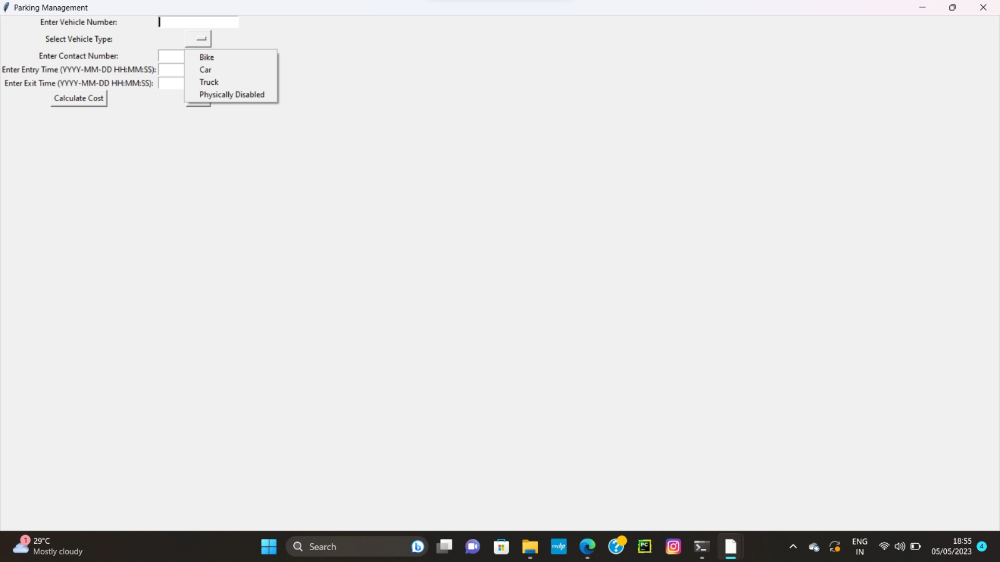 Parking Management
Enter Vehicle Number:
Select Vehicle Type:
Enter Contact Number:
Bike
Enter Entry Time (YYYY-MM-DD HH:MM:SS):
Car
Enter Exit Time (YYYY-MM-DD HH:MM:SS):
Truck
Physically Disabled
Calculate Cost
1
29°C
Mostly cloudy
Search
myhp
PC
ENG
IN
18:55
05/05/2023
4